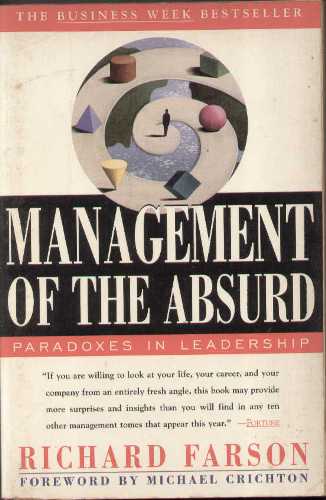 THE BUSINESS WEEK BESTSELLER
MANAGEMENT
OF THE ABSURD
PARADOXES IN LEADERSHIP
"If you are willing to look at your life, your career, and your
company from an entirely fresh angle, this book may provide
more surprises and insights than you will find in any ten
other management tomes that appear this year." —FORTUNE
RICHARD FARSON
FOREWORD BY MICHAEL CRICHTON